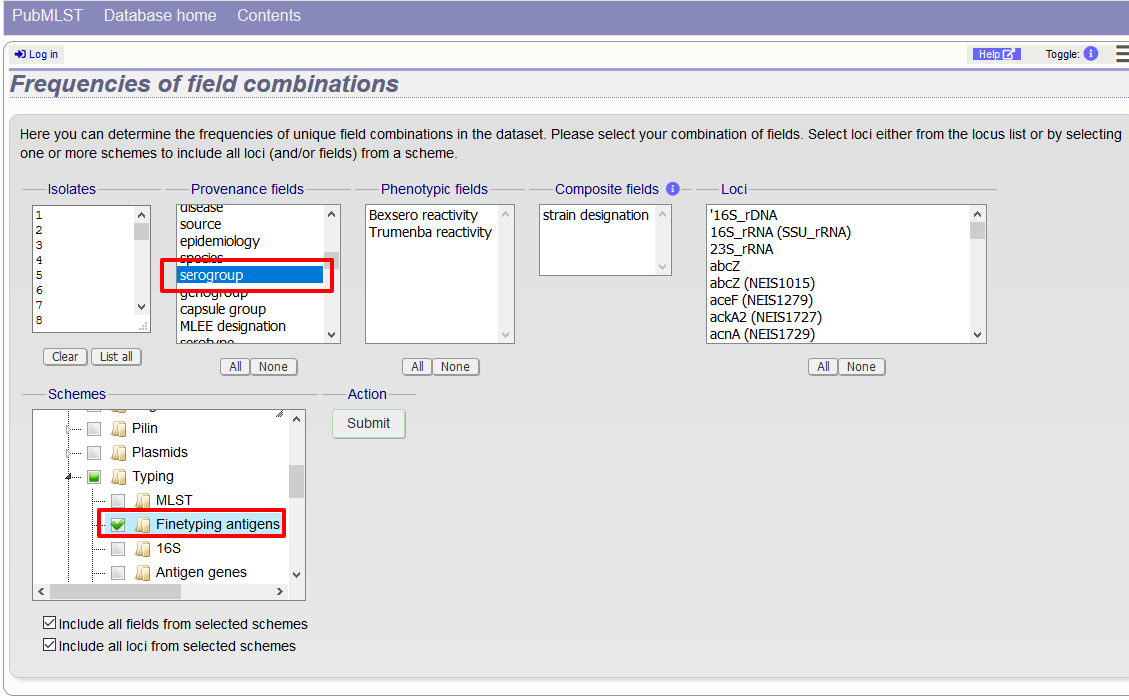 PubMLST Database home Contents
Log in Help Toggle:
Frequencies of field combinations
Here you can determine the frequencies of unique field combinations in the dataset. Please select your combination of fields. Select loci either from the locus list or by selecting
one or more schemes to include all loci (and/or fields) from a scheme.
Isolates
1
2
3
4
5
6
7
8
Clear List all
Provenance fields
disease
source
epidemiology
species
serogroup
genogroup
capsule group
MLEE designation
serotype
All None
Phenotypic fields
Bexsero reactivity
Trumenba reactivity
All None
Composite fields
strain designation
Loci
'16S_rDNA
16S_rRNA (SSU_rRNA)
23S_rRNA
abcZ
abcZ (NEIS1015)
aceF (NEIS1279)
ackA2 (NEIS1727)
acnA (NEIS1729)
All None
Schemes
Pilin
Plasmids
Typing
MLST
Finetyping antigens
16S
Antigen genes
Include all fields from selected schemes
Include all loci from selected schemes
Action
Submit